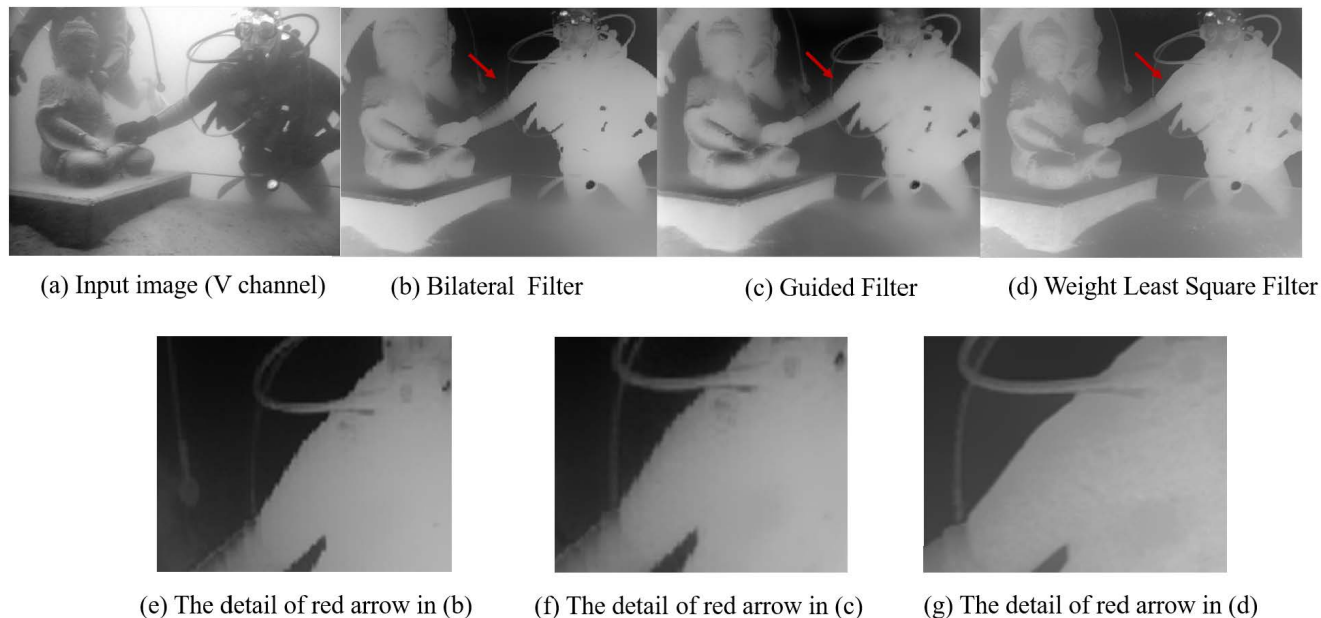 (a) Input image (V channel)
(b) Bilateral Filter
(c) Guided Filter
(d) Weight Least Square Filter
(e) The detail of red arrow in (b)
(f) The detail of red arrow in (c)
(g) The detail of red arrow in (d)